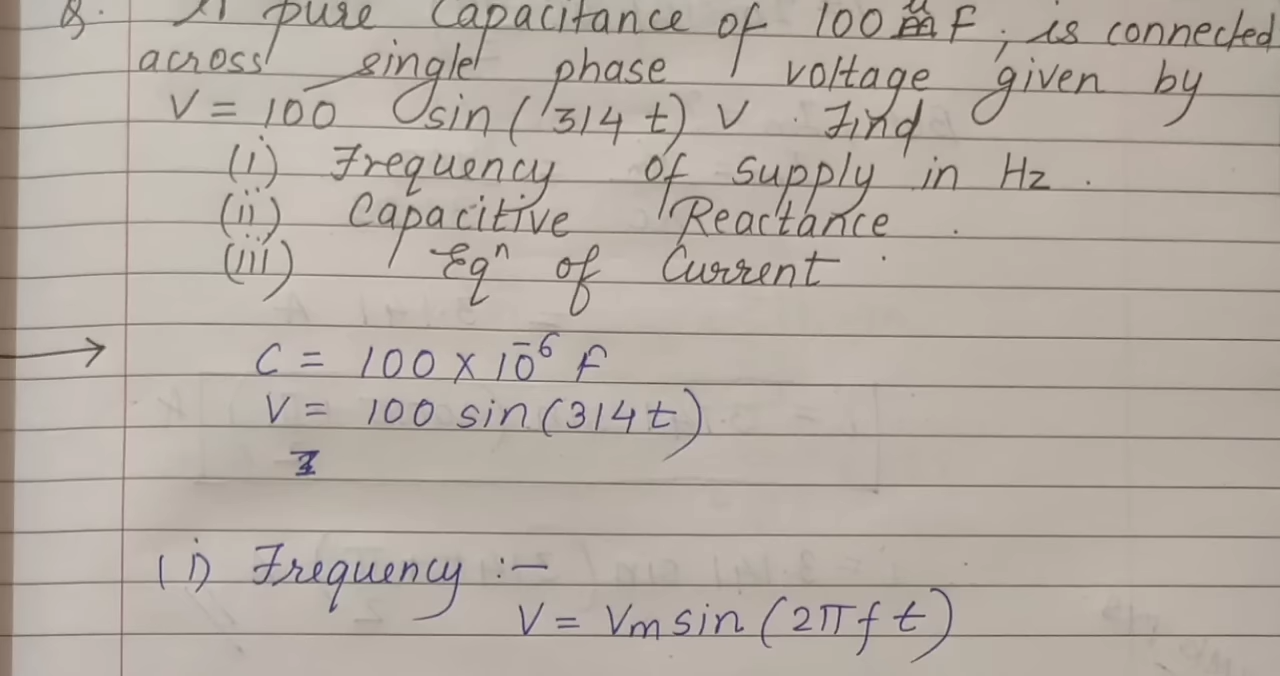 Q. A pure Capacitance of 100 μF, is connected
across single phase voltage given by
V = 100 sin(314 t) V . Find
(i) Frequency of supply in Hz .
(ii) Capacitive Reactance .
(iii) Eqⁿ of Current .
C = 100 × 10⁻⁶ F
V = 100 sin(314t)
(i) Frequency :-
V = Vm sin (2πft)